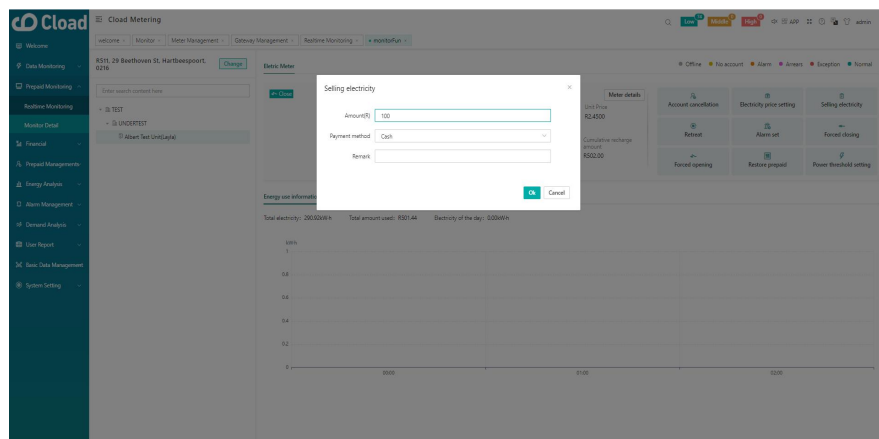 Cload
Cload Metering
Low
Middle
High
APP
admin
welcome
Monitor
Meter Management
Gateway Management
Realtime Monitoring
monitorFun
Welcome
Data Monitoring
Prepaid Monitoring
Realtime Monitoring
Monitor Detail
Financial
Prepaid Managements
Energy Analysis
Alarm Management
Demand Analysis
User Report
Basic Data Management
System Setting
R511, 29 Beethoven St, Hartbeespoort,
0216
Change
Enter search content here
TEST
UNDERTEST
Albert Test Unit(Layla)
Eletric Meter
Offline
No account
Alarm
Arrears
Exception
Normal
Close
Selling electricity
Amount(R)
100
Payment method
Cash
Remark
Ok
Cancel
Meter details
Unit Price
R2.4500
Cumulative recharge
amount
R502.00
Account cancellation
Electricity price setting
Selling electricity
Retreat
Alarm set
Forced closing
Forced opening
Restore prepaid
Power threshold setting
Energy use informatio
Total electricity: 280.02kW·h
Total amount used: R501.44
Electricity of the day: 0.00kW·h
kW·h
1
0.8
0.6
0.4
0.2
0
00:00
01:00
02:00